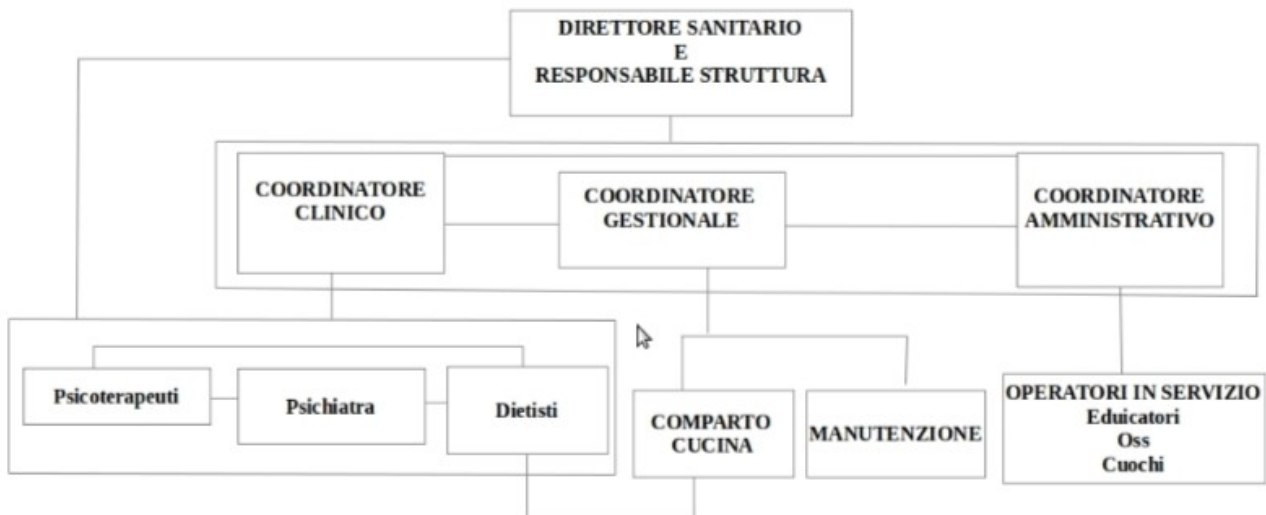 DIRETTORE SANITARIO
E
RESPONSABILE STRUTTURA
COORDINATORE
CLINICO
COORDINATORE
GESTIONALE
COORDINATORE
AMMINISTRATIVO
Psicoterapeuti
Psichiatra
Dietisti
COMPARTO
CUCINA
MANUTENZIONE
OPERATORI IN SERVIZIO
Eduicatori
Oss
Cuochi